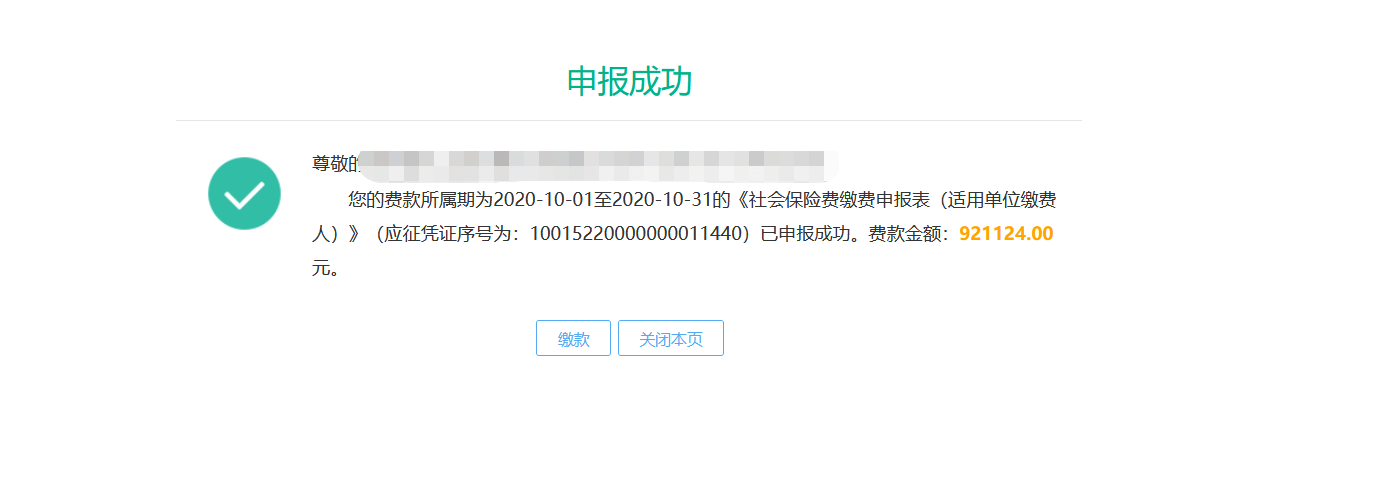 申报成功
尊敬的
您的费款所属期为2020-10-01至2020-10-31的《社会保险费缴费申报表（适用单位缴费
人）》（应征凭证序号为：10015220000000011440）已申报成功。费款金额：921124.00
元。
缴款 关闭本页